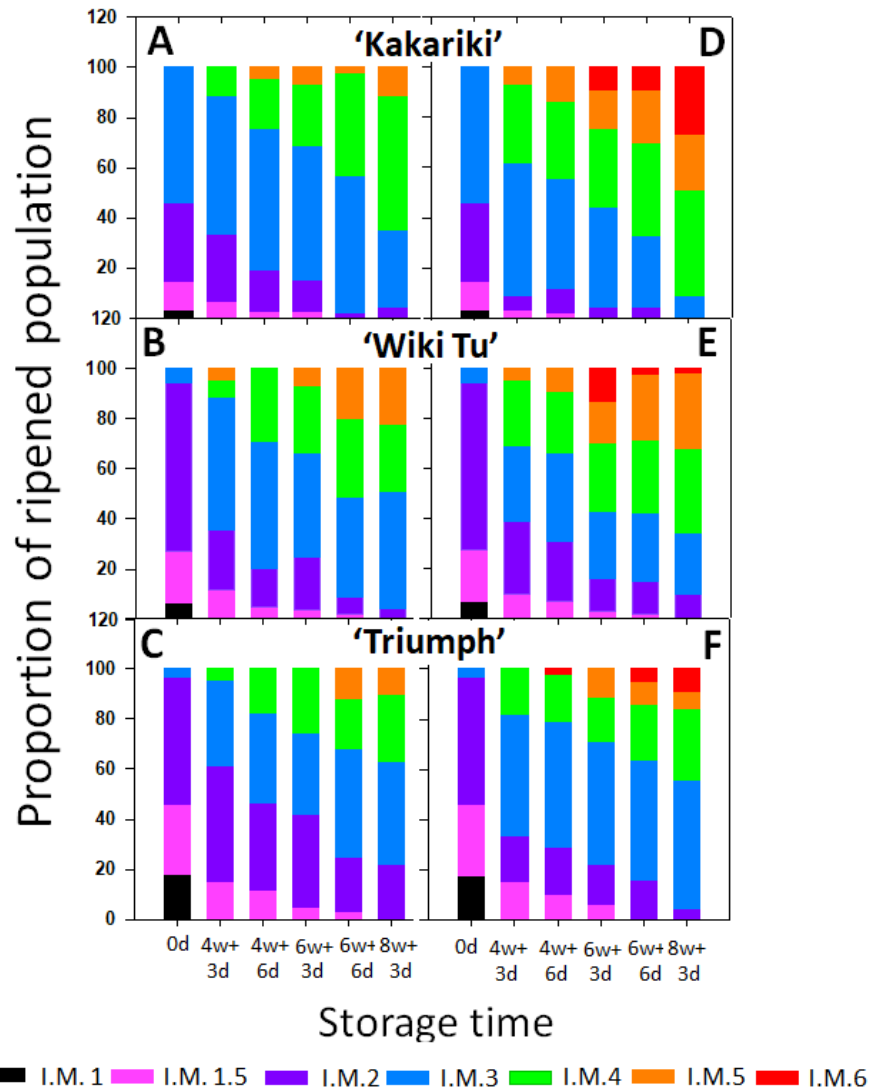 120
A
‘Kakariki’
D
100
80
60
40
20
120
B
‘Wiki Tu’
E
100
80
60
40
20
120
C
‘Triumph’
F
100
80
60
40
20
0
Proportion of ripened population
0d 4w+ 4w+ 6w+ 6w+ 8w+ 0d 4w+ 4w+ 6w+ 6w+ 8w+
3d 6d 3d 6d 3d 3d 6d 3d 6d 3d
Storage time
I.M. 1 I.M. 1.5 I.M.2 I.M.3 I.M.4 I.M.5 I.M.6